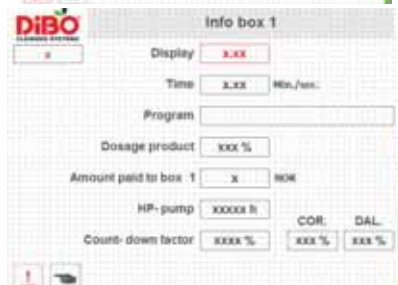 DiBO
CLEANING SYSTEMS
Info box 1
x
Display x.xx
Time x.xx Min./sec.
Program
Dosage product xxx %
Amount paid to box 1 x NOK
HP- pump xxxxx h
COR. DAL.
Count- down factor xxxx % xxx % xxx %
!